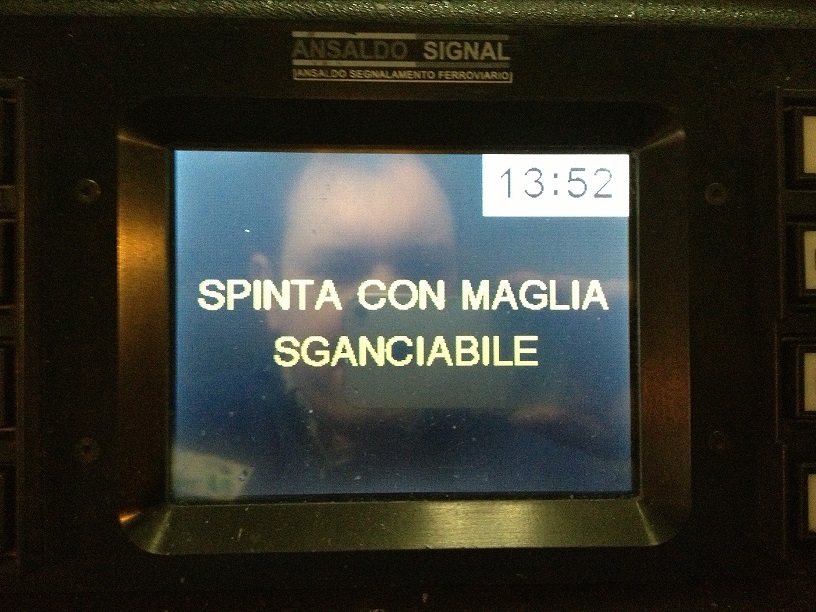 ANSALDO SIGNAL
ANSALDO SEGNALAMENTO FERROVIARIO
13:52
SPINTA CON MAGLIA
SGANCIABILE